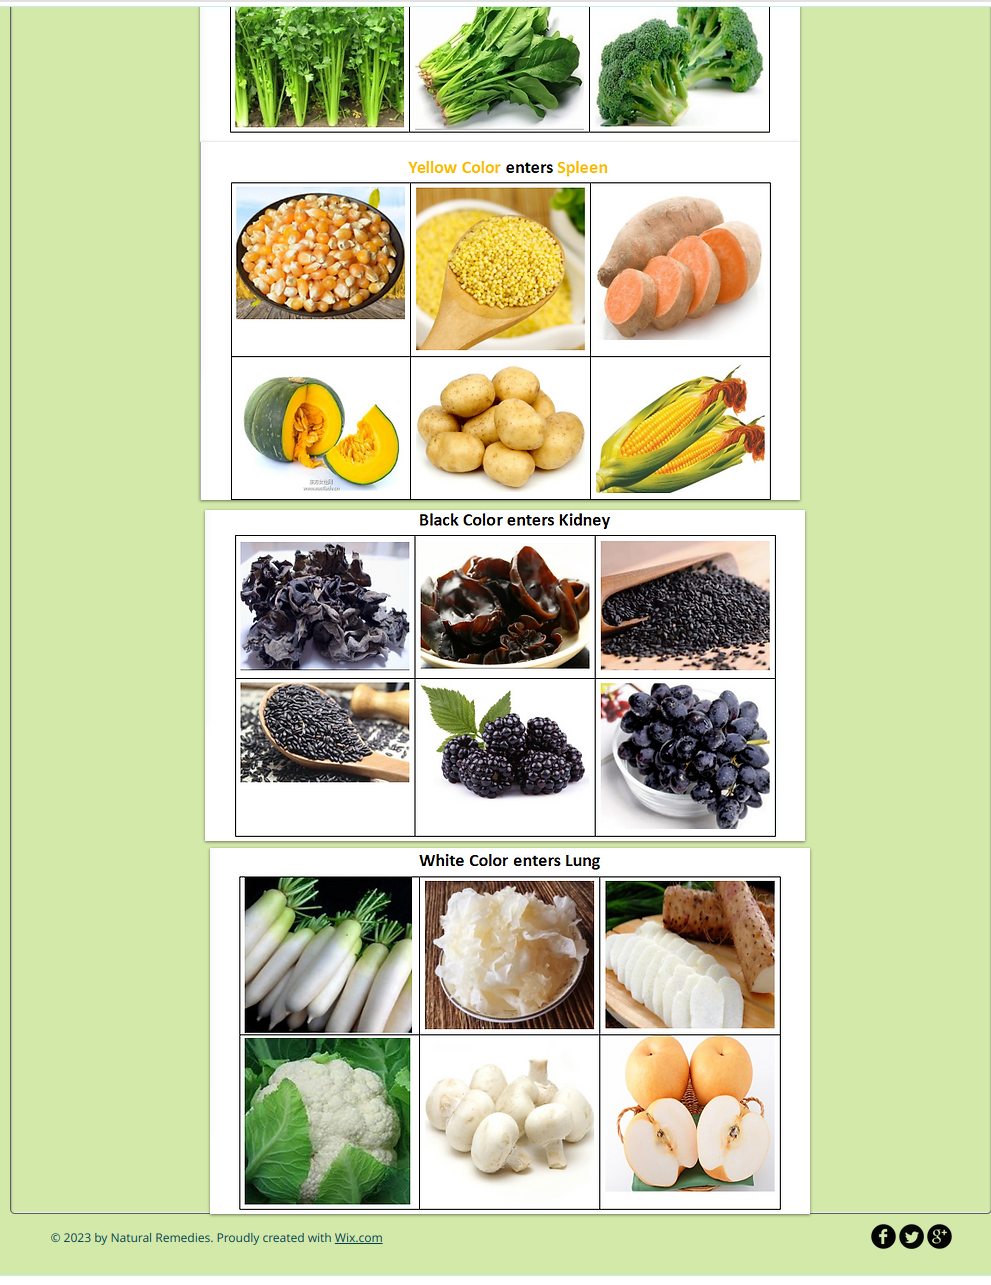 Yellow Color enters Spleen
Black Color enters Kidney
White Color enters Lung
© 2023 by Natural Remedies. Proudly created with Wix.com